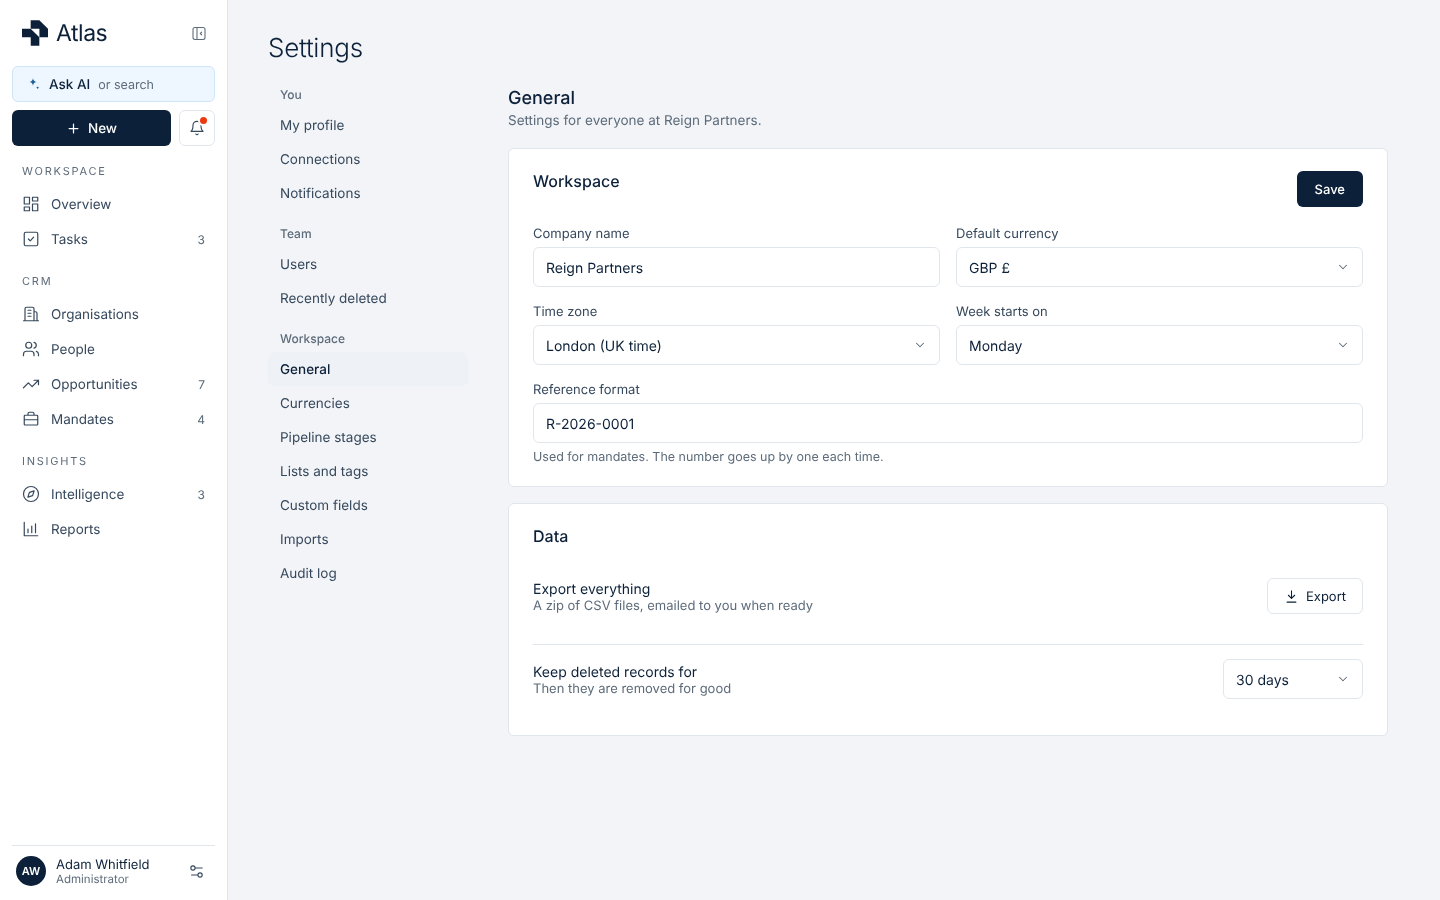 Atlas
Ask AI or search
New
WORKSPACE
Overview
Tasks 3
CRM
Organisations
People
Opportunities 7
Mandates 4
INSIGHTS
Intelligence 3
Reports
AW
Adam Whitfield
Administrator
Settings
You
My profile
Connections
Notifications
Team
Users
Recently deleted
Workspace
General
Currencies
Pipeline stages
Lists and tags
Custom fields
Imports
Audit log
General
Settings for everyone at Reign Partners.
Workspace
Save
Company name
Reign Partners
Default currency
GBP £
Time zone
London (UK time)
Week starts on
Monday
Reference format
R-2026-0001
Used for mandates. The number goes up by one each time.
Data
Export everything
A zip of CSV files, emailed to you when ready
Export
Keep deleted records for
Then they are removed for good
30 days